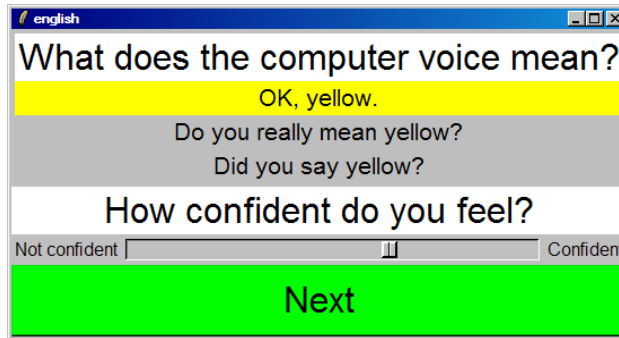 english
What does the computer voice mean?
OK, yellow.
Do you really mean yellow?
Did you say yellow?
How confident do you feel?
Not confident Confiden
Next